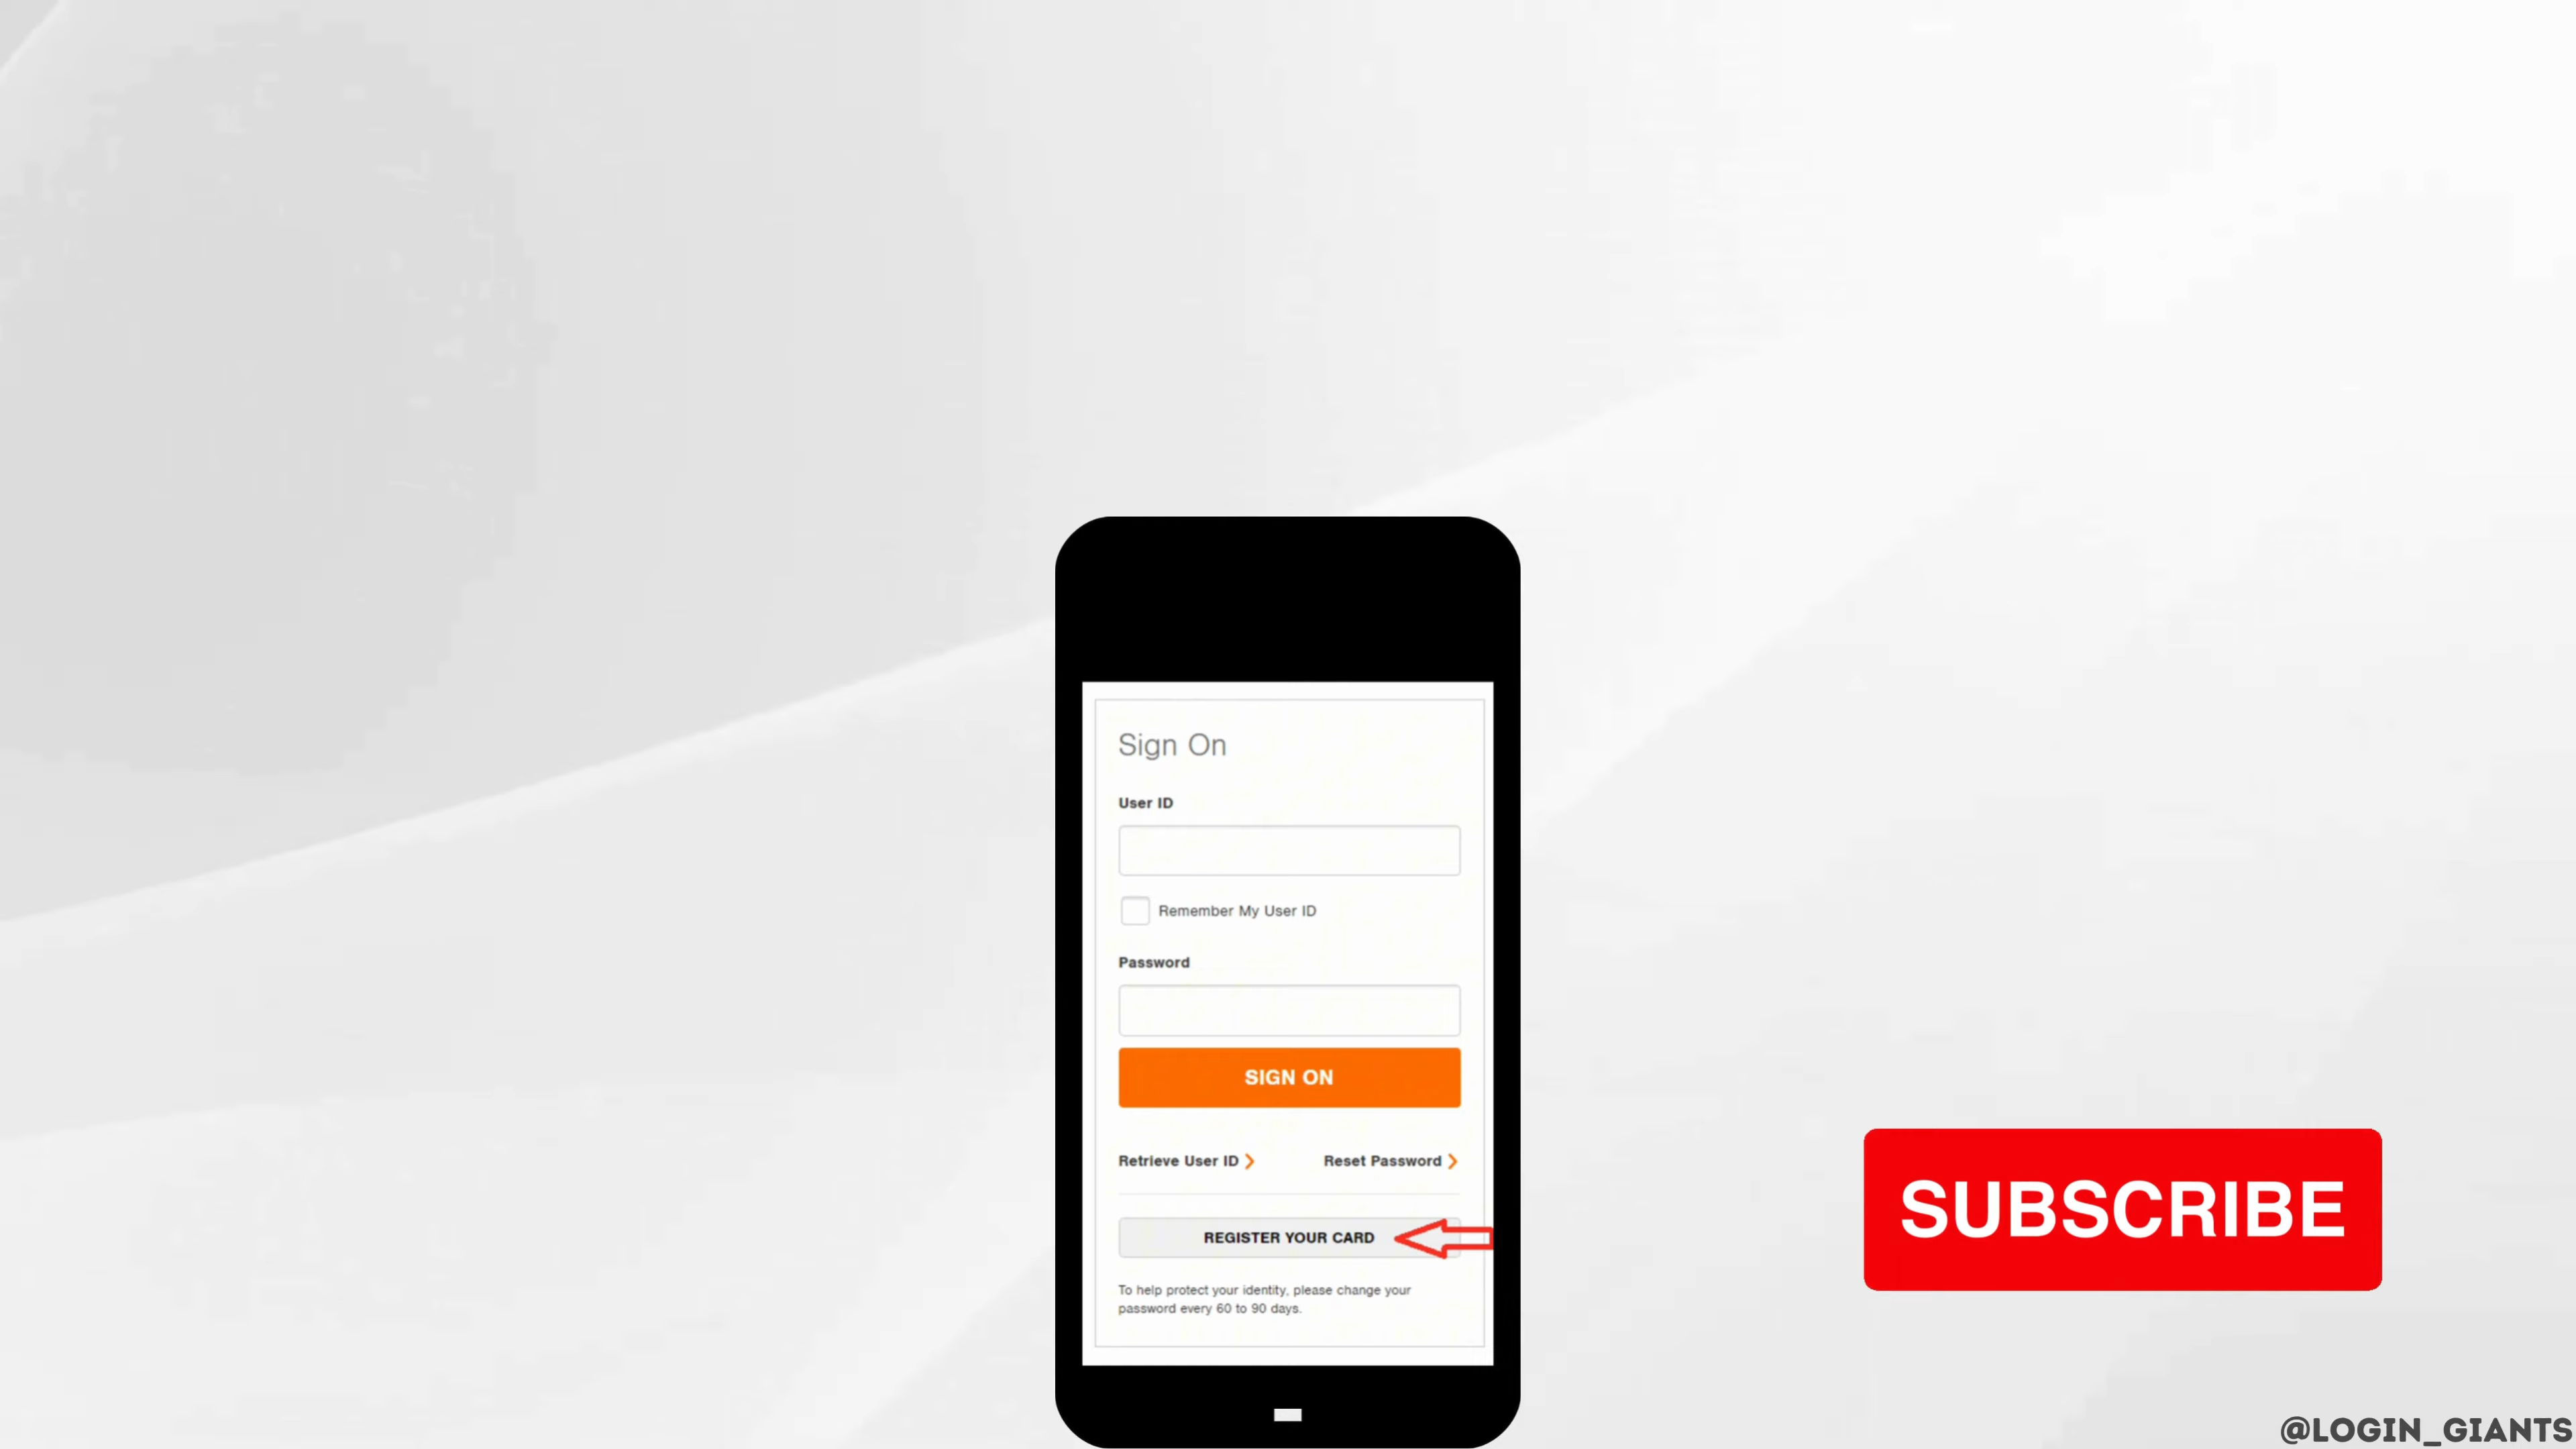 Sign On
User ID
Remember My User ID
Password
SIGN ON
Retrieve User ID
Reset Password
REGISTER YOUR CARD
To help protect your identity, please change your
password every 60 to 90 days.
SUBSCRIBE
@LOGIN_GIANTS